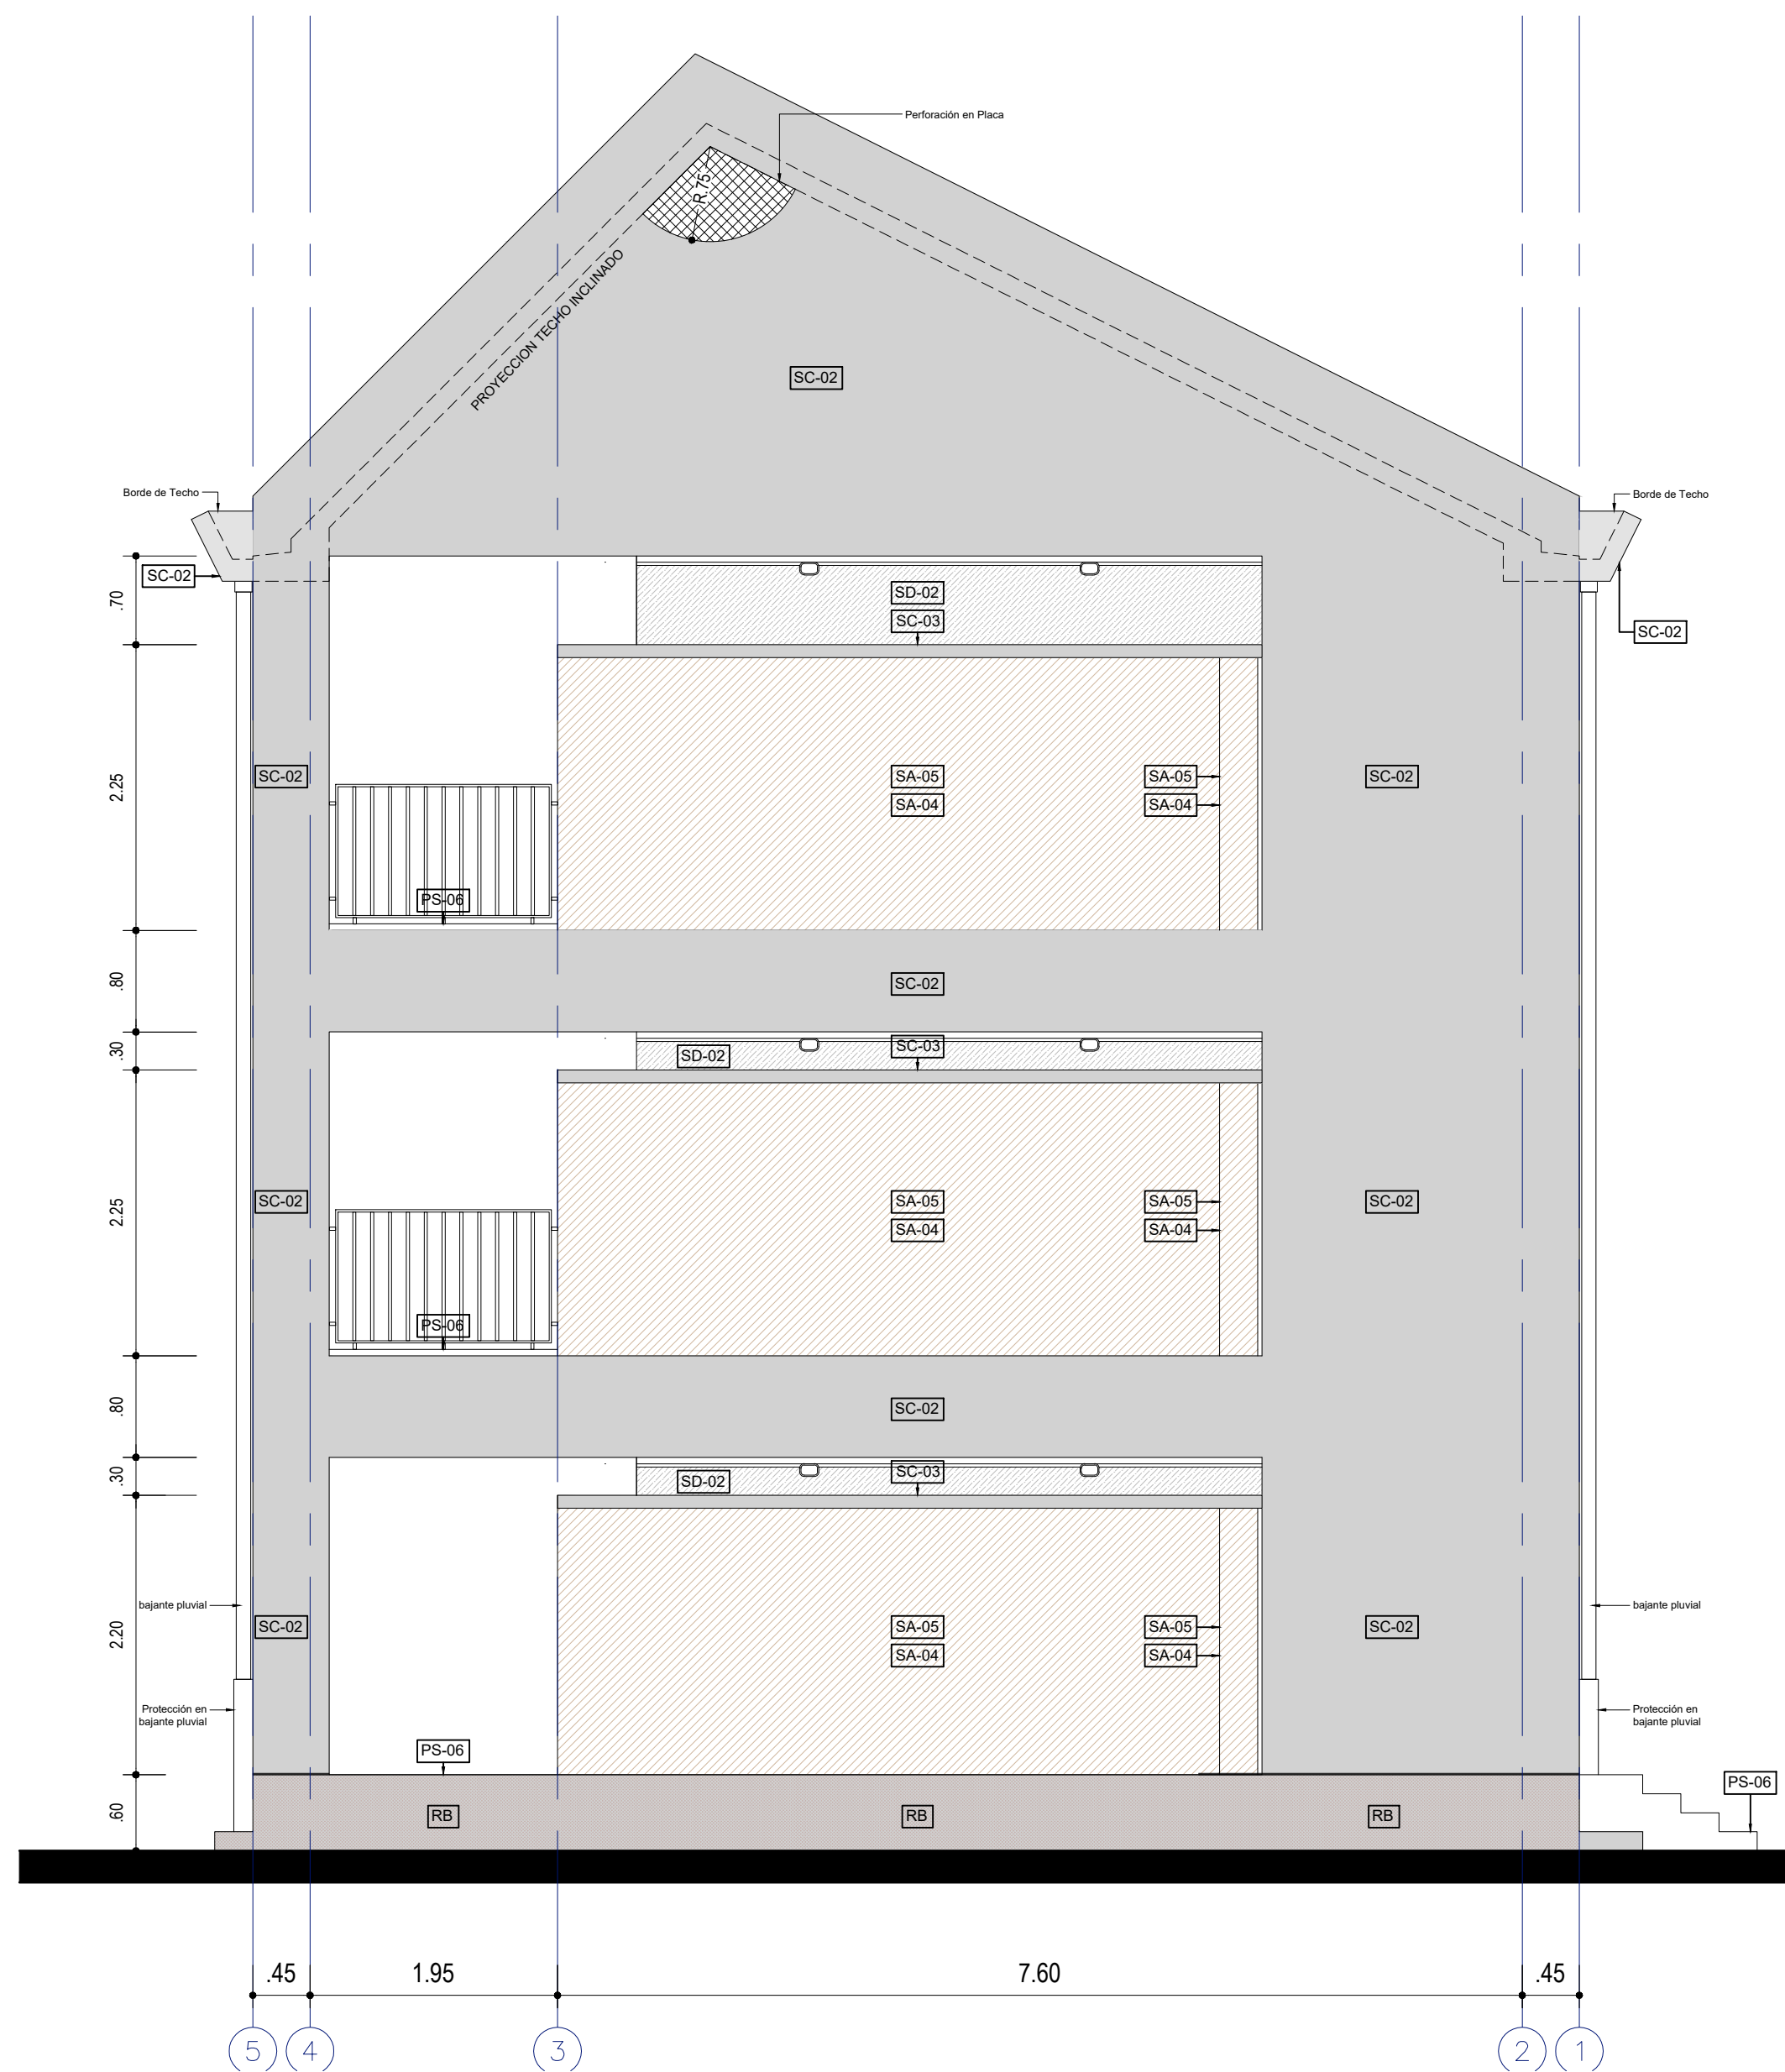 Perforación en Placa
R.75
PROYECCION TECHO INCLINADO
SC-02
Borde de Techo
Borde de Techo
SC-02
.70
SD-02
SC-03
SC-02
2.25
SC-02
SA-05
SA-05
SC-02
SA-04
SA-04
PS-06
.80
SC-02
.30
SC-03
SD-02
2.25
SC-02
SA-05
SA-05
SC-02
SA-04
SA-04
PS-06
.80
SC-02
.30
SC-03
SD-02
bajante pluvial
bajante pluvial
2.20
SC-02
SA-05
SA-05
SC-02
SA-04
SA-04
Protección en
bajante pluvial
Protección en
bajante pluvial
PS-06
PS-06
.60
RB
RB
RB
.45
1.95
7.60
.45
5
4
3
2
1